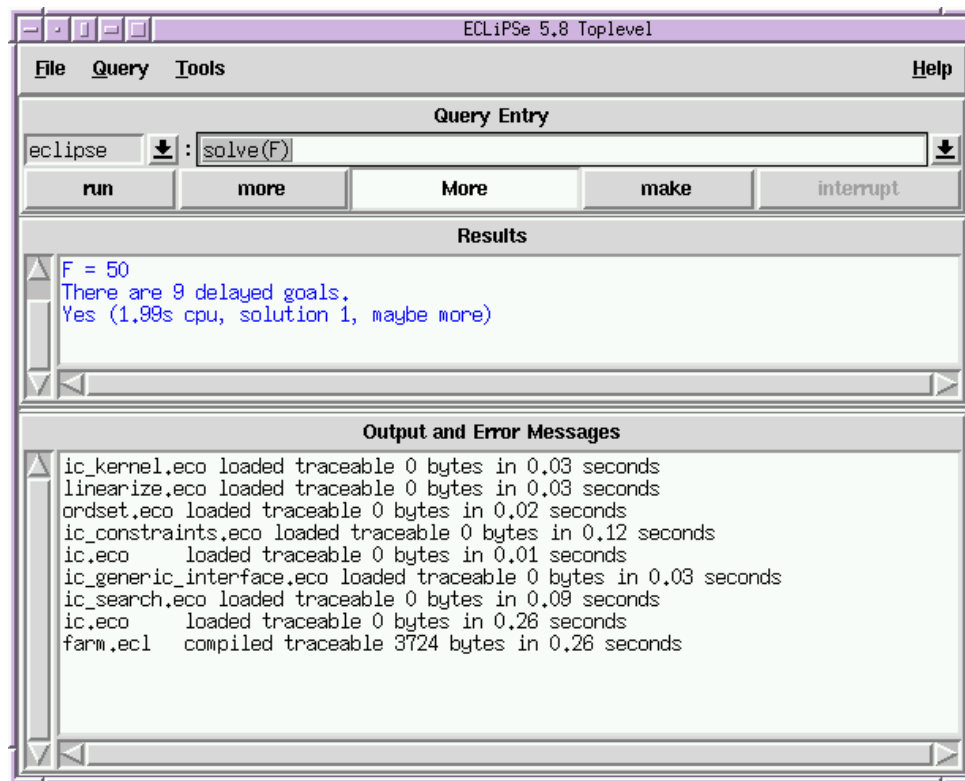 ECLiPSe 5.8 Toplevel
File Query Tools Help
Query Entry
eclipse : solve(F)
run more More make interrupt
Results
F = 50
There are 9 delayed goals.
Yes (1.99s cpu, solution 1, maybe more)
Output and Error Messages
ic_kernel.eco loaded traceable 0 bytes in 0.03 seconds
linearize.eco loaded traceable 0 bytes in 0.03 seconds
ordset.eco loaded traceable 0 bytes in 0.02 seconds
ic_constraints.eco loaded traceable 0 bytes in 0.12 seconds
ic.eco     loaded traceable 0 bytes in 0.01 seconds
ic_generic_interface.eco loaded traceable 0 bytes in 0.03 seconds
ic_search.eco loaded traceable 0 bytes in 0.09 seconds
ic.eco     loaded traceable 0 bytes in 0.26 seconds
farm.ecl   compiled traceable 3724 bytes in 0.26 seconds